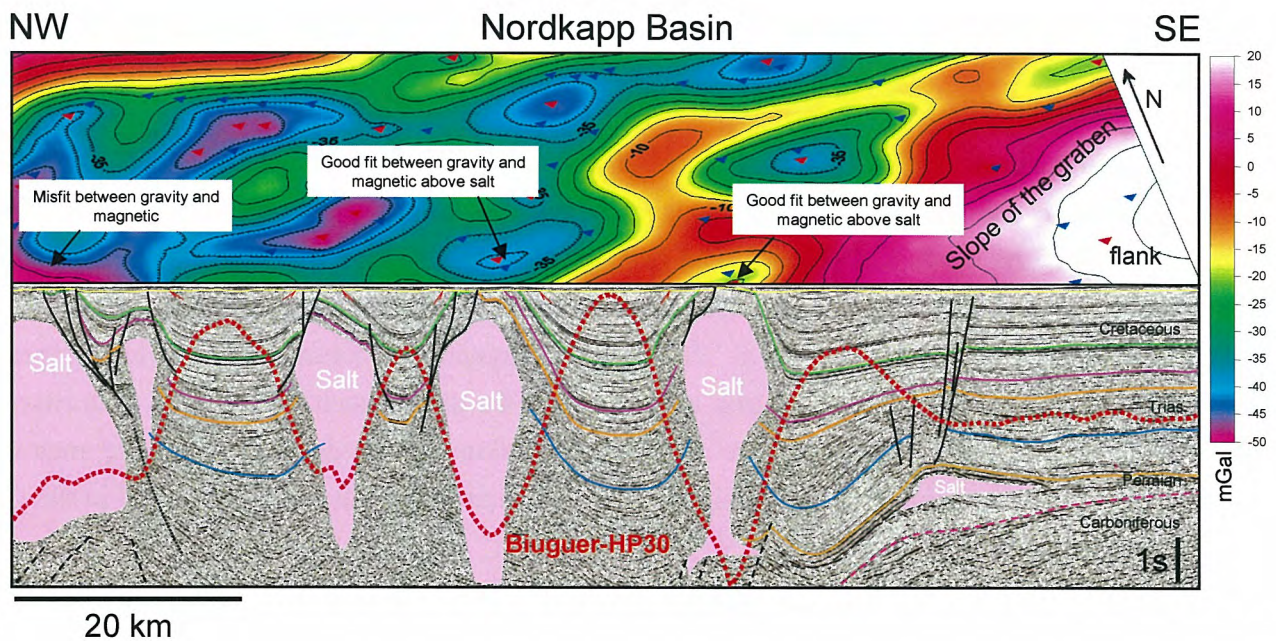 NW
Nordkapp Basin
SE
20
15
10
5
0
-5
-10
-15
-20
-25
-30
-35
-40
-45
-50
mGal
N
Slope of the graben
flank
-35
-10
-35
-35
-10
-35
Misfit between gravity and
magnetic
Good fit between gravity and
magnetic above salt
Good fit between gravity and
magnetic above salt
Salt
Salt
Salt
Salt
Salt
Cretaceous
Trias
Permian
Carboniferous
Biuguer-HP30
1s
20 km